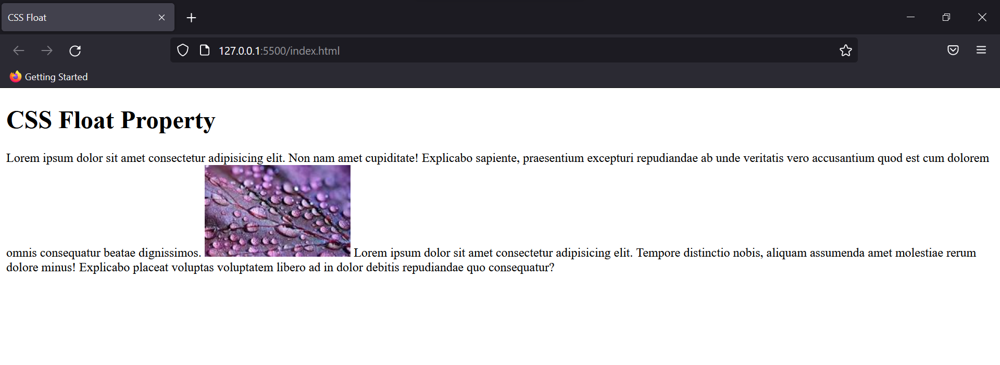 CSS Float
127.0.0.1:5500/index.html
Getting Started
CSS Float Property
Lorem ipsum dolor sit amet consectetur adipisicing elit. Non nam amet cupiditate! Explicabo sapiente, praesentium excepturi repudiandae ab unde veritatis vero accusantium quod est cum dolorem
omnis consequatur beatae dignissimos. Lorem ipsum dolor sit amet consectetur adipisicing elit. Tempore distinctio nobis, aliquam assumenda amet molestiae rerum
dolore minus! Explicabo placeat voluptas voluptatem libero ad in dolor debitis repudiandae quo consequatur?